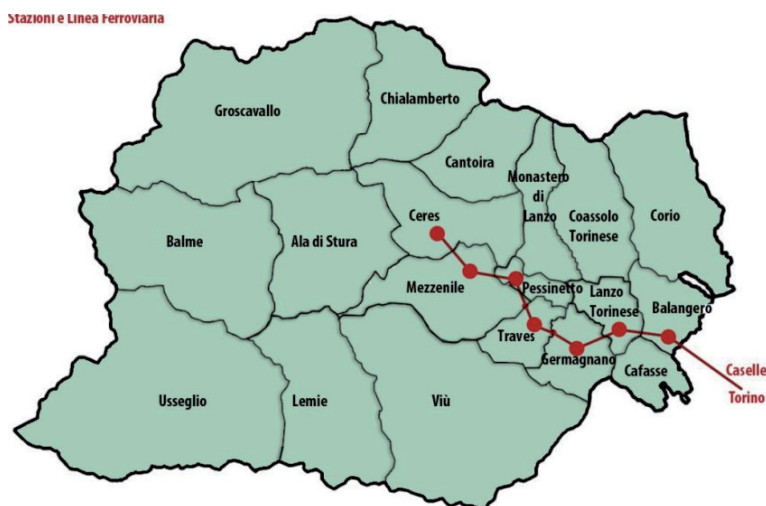 Stazioni e Linea Ferroviaria
Chialamberto
Groscavallo
Cantoira
Monastero
di
Lanzo
Ceres
Coassolo
Torinese
Corio
Balme
Ala di Stura
Mezzenile
Pessinetto
Lanzo
Torinese
Balangero
Traves
Germagnano
Cafasse
Caselle
Torino
Usseglio
Lemie
Viù